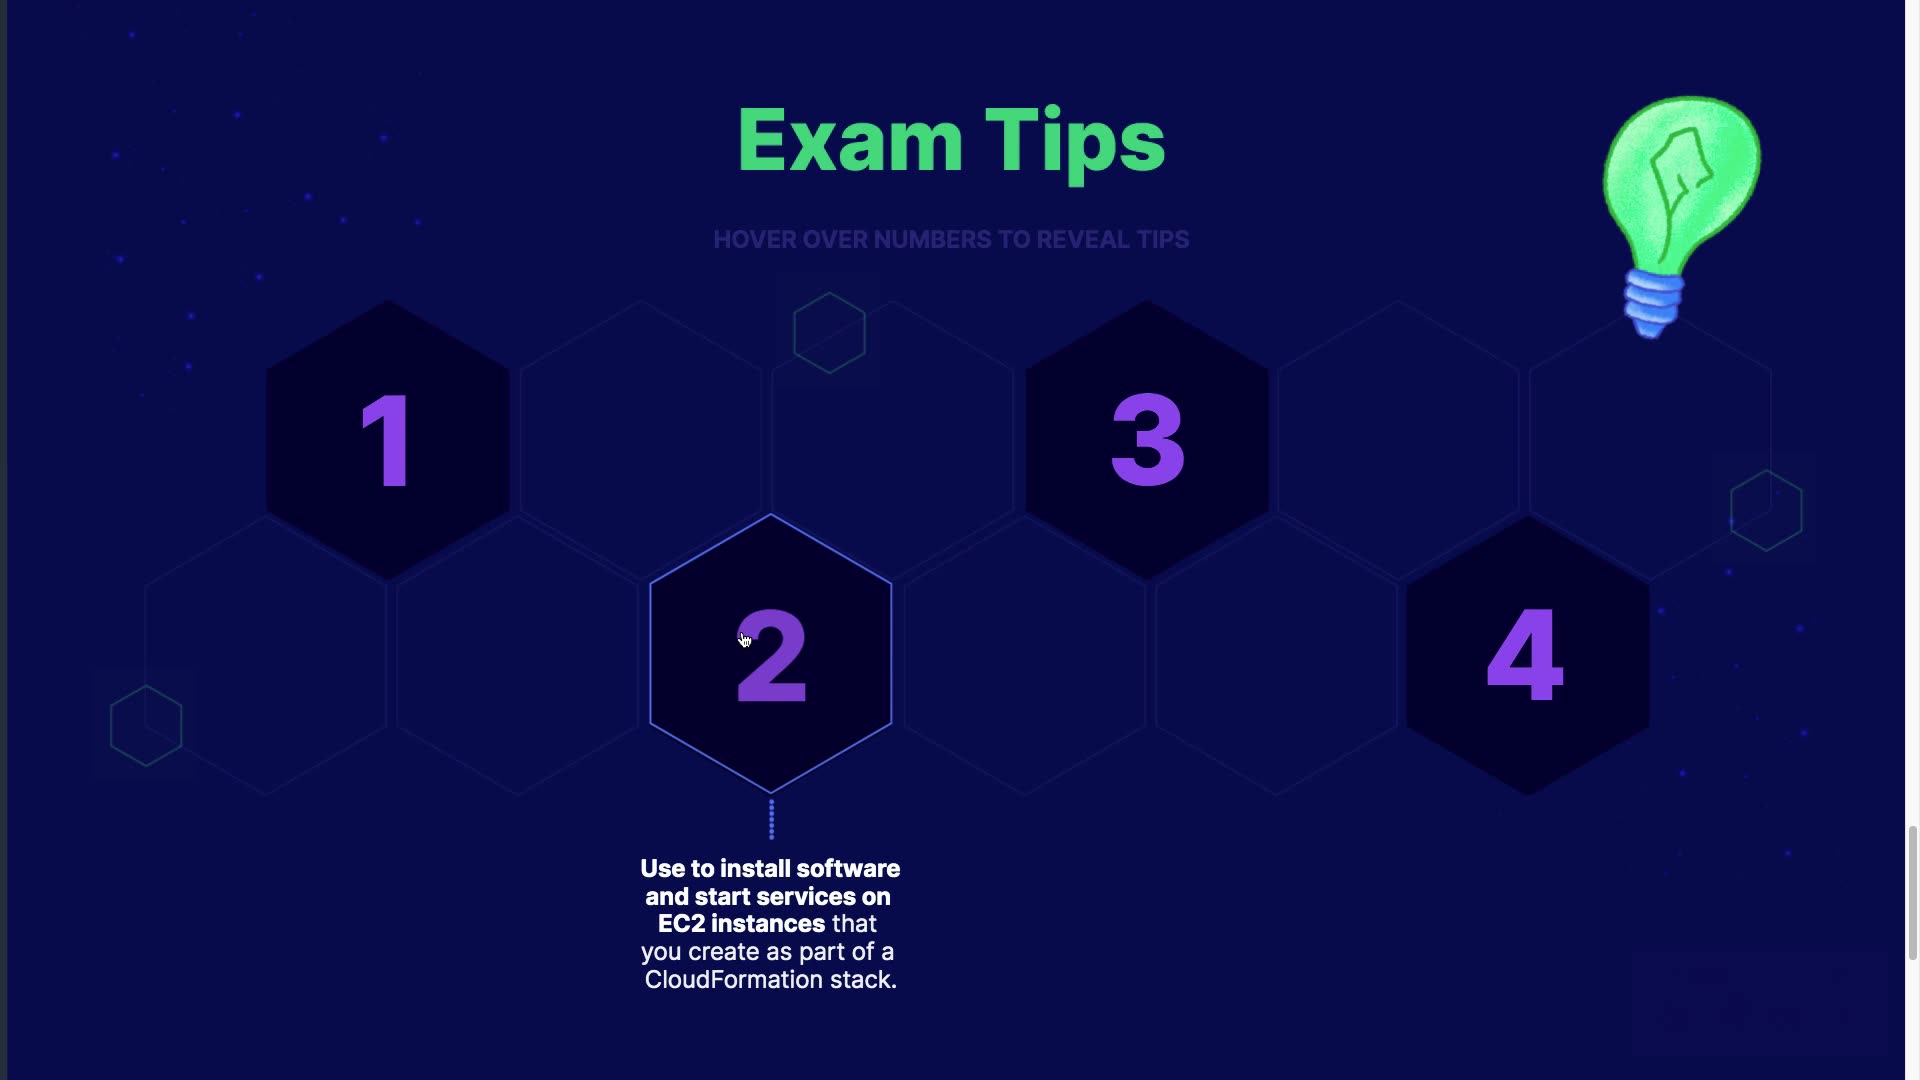 Exam Tips
HOVER OVER NUMBERS TO REVEAL TIPS
1
3
2
4
Use to install software
and start services on
EC2 instances that
you create as part of a
CloudFormation stack.